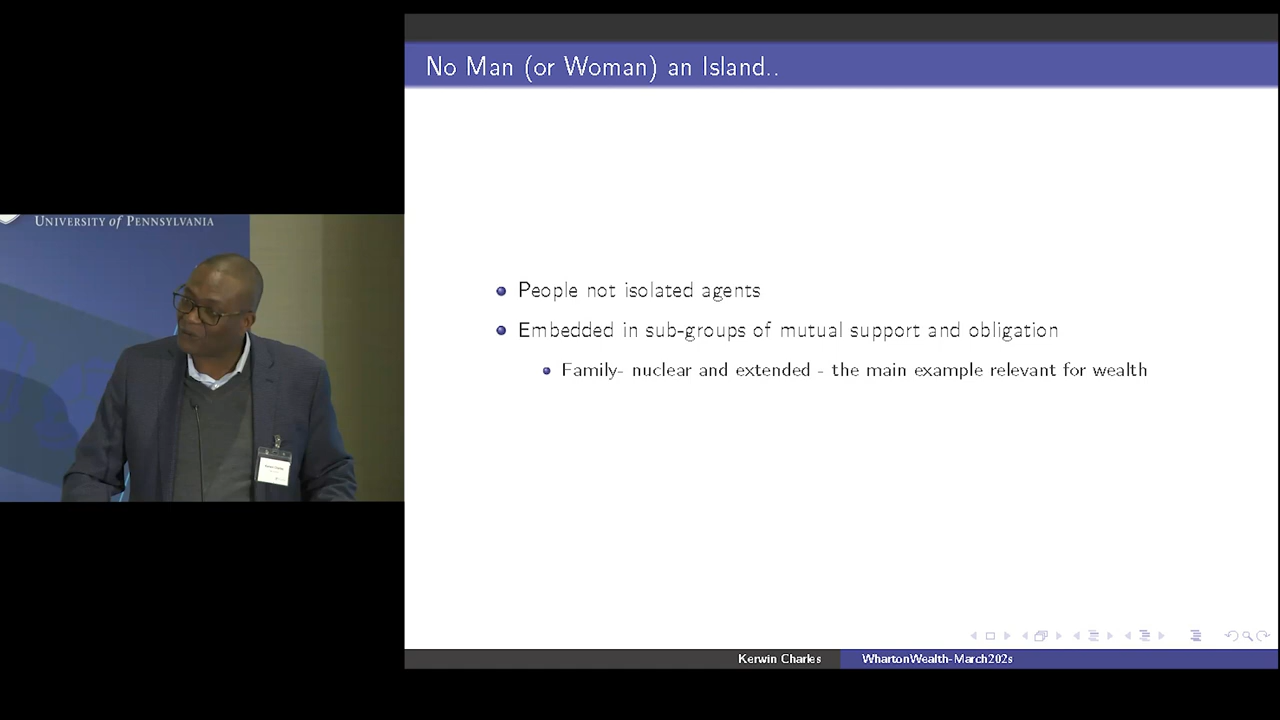 UNIVERSITY of PENNSYLVANIA
No Man (or Woman) an Island..
People not isolated agents
Embedded in sub-groups of mutual support and obligation
Family- nuclear and extended - the main example relevant for wealth
Kerwin Charles
WhartonWealth-March202s